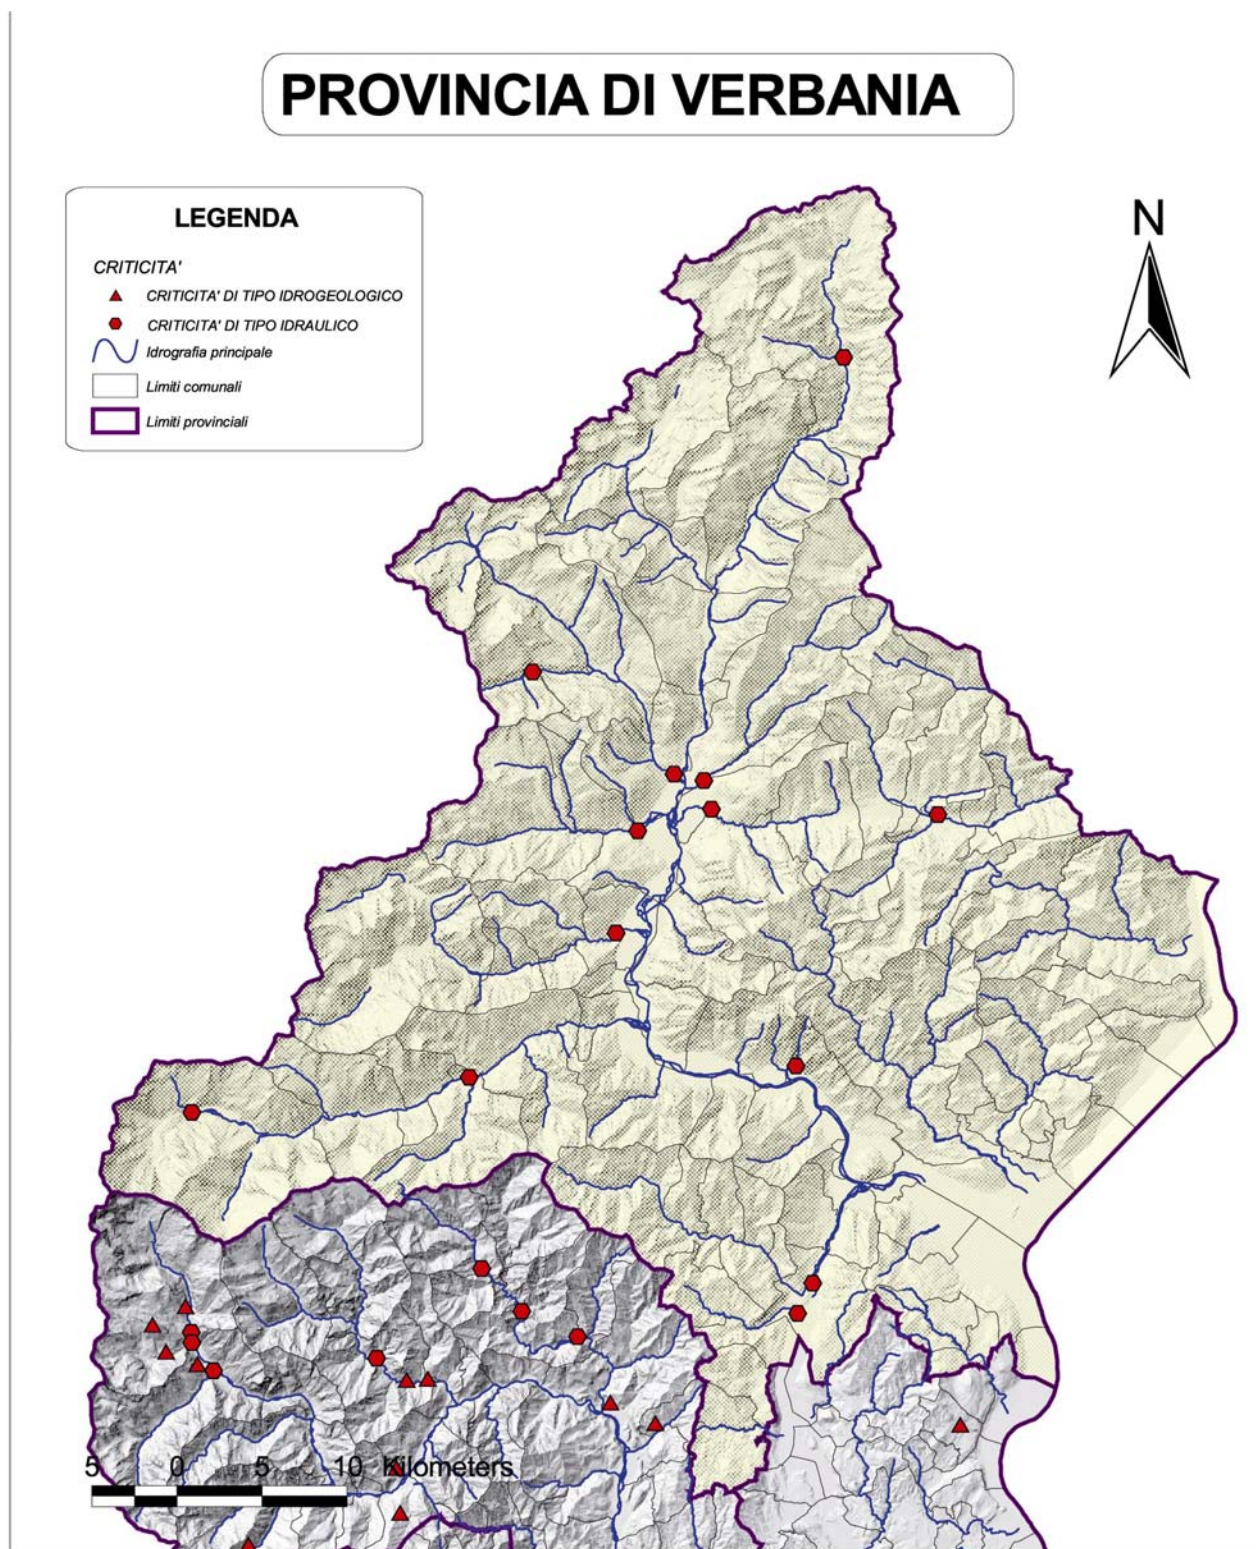 PROVINCIA DI VERBANIA
LEGENDA
CRITICITA'
CRITICITA' DI TIPO IDROGEOLOGICO
CRITICITA' DI TIPO IDRAULICO
Idrografia principale
Limiti comunali
Limiti provinciali
N
5 0 5 10 Kilometers